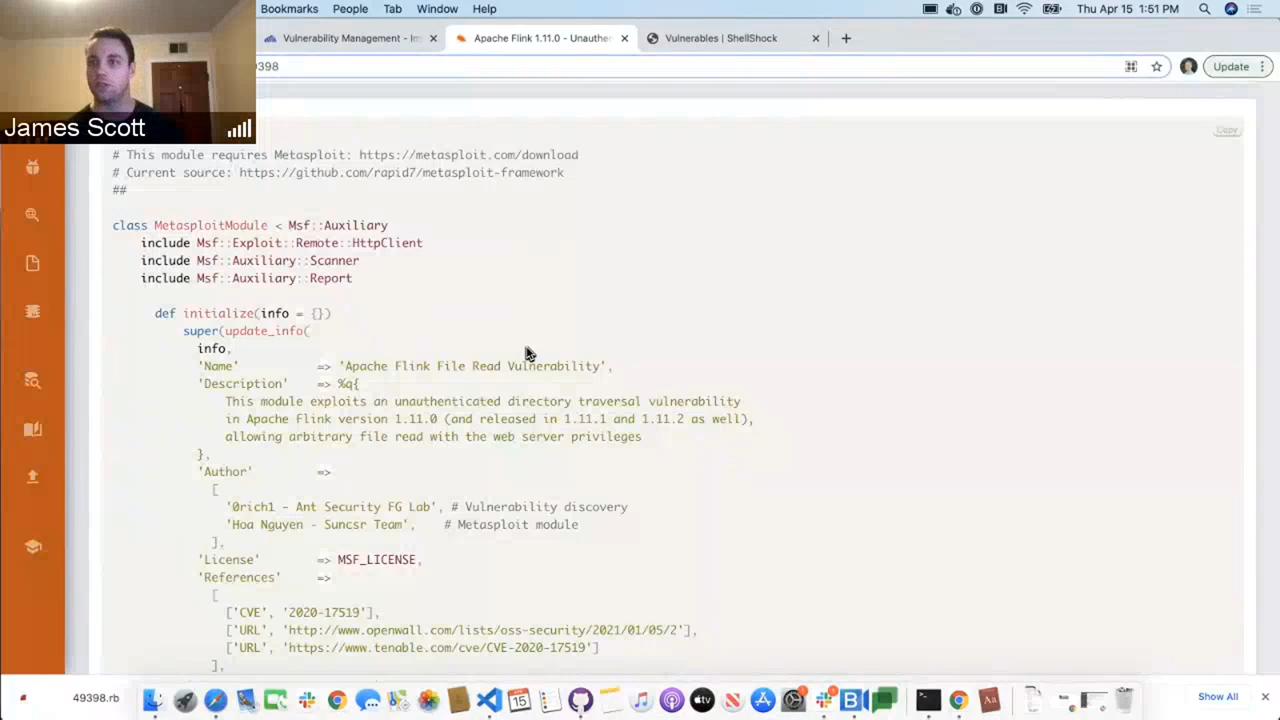 Bookmarks People Tab Window Help Thu Apr 15 1:51 PM
Vulnerability Management - Im Apache Flink 1.11.0 - Unauthen Vulnerables | ShellShock
9398 Update
James Scott
Copy
# This module requires Metasploit: https://metasploit.com/download
# Current source: https://github.com/rapid7/metasploit-framework
##
class MetasploitModule < Msf::Auxiliary
include Msf::Exploit::Remote::HttpClient
include Msf::Auxiliary::Scanner
include Msf::Auxiliary::Report
def initialize(info = {})
super(update_info(
info,
'Name' => 'Apache Flink File Read Vulnerability',
'Description' => %q{
This module exploits an unauthenticated directory traversal vulnerability
in Apache Flink version 1.11.0 (and released in 1.11.1 and 1.11.2 as well),
allowing arbitrary file read with the web server privileges
},
'Author' =>
[
'0rich1 - Ant Security FG Lab', # Vulnerability discovery
'Hoa Nguyen - Suncsr Team', # Metasploit module
],
'License' => MSF_LICENSE,
'References' =>
[
['CVE', '2020-17519'],
['URL', 'http://www.openwall.com/lists/oss-security/2021/01/05/2'],
['URL', 'https://www.tenable.com/cve/CVE-2020-17519']
],
49398.rb 15 tv Show All